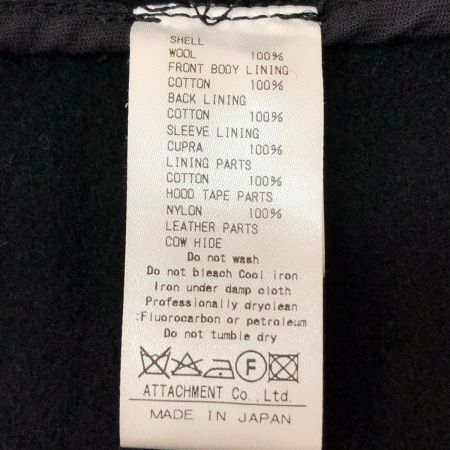 SHELL
WOOL 100%
FRONT BODY LINING
COTTON 100%
BACK LINING
COTTON 100%
SLEEVE LINING
CUPRA 100%
LINING PARTS
COTTON 100%
HOOD TAPE PARTS
NYLON 100%
LEATHER PARTS
COW HIDE
Do not wash
Do not bleach Cool iron
Iron under damp cloth
Professionally dryclean
:Fluorocarbon or petroleum
Do not tumble dry
F
ATTACHMENT Co., Ltd.
MADE IN JAPAN